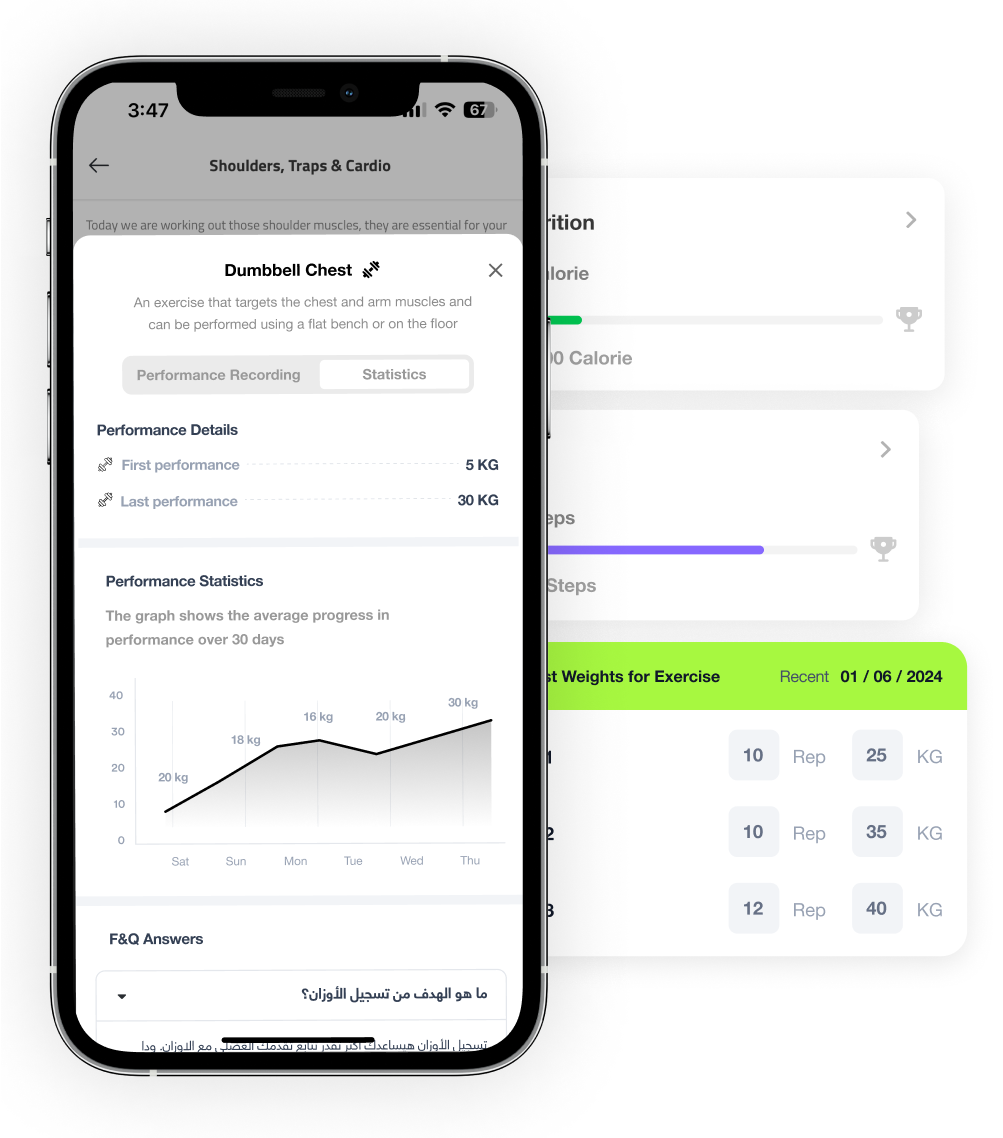 3:47
67
Shoulders, Traps & Cardio
Today we are working out those shoulder muscles, they are essential for your
Dumbbell Chest
An exercise that targets the chest and arm muscles and
can be performed using a flat bench or on the floor
Performance Recording
Statistics
Performance Details
First performance 5 KG
Last performance 30 KG
Performance Statistics
The graph shows the average progress in
performance over 30 days
40
30
20
10
0
20 kg
18 kg
16 kg
20 kg
30 kg
Sat Sun Mon Tue Wed Thu
F&Q Answers
ما هو الهدف من تسجيل الأوزان؟
تسجيل الأوزان هيساعدك أكتر تقدر تتابع تقدمك العضلي مع الاوزان. ودا
rition
lorie
00 Calorie
eps
Steps
st Weights for Exercise
Recent 01 / 06 / 2024
1 10 Rep 25 KG
2 10 Rep 35 KG
3 12 Rep 40 KG